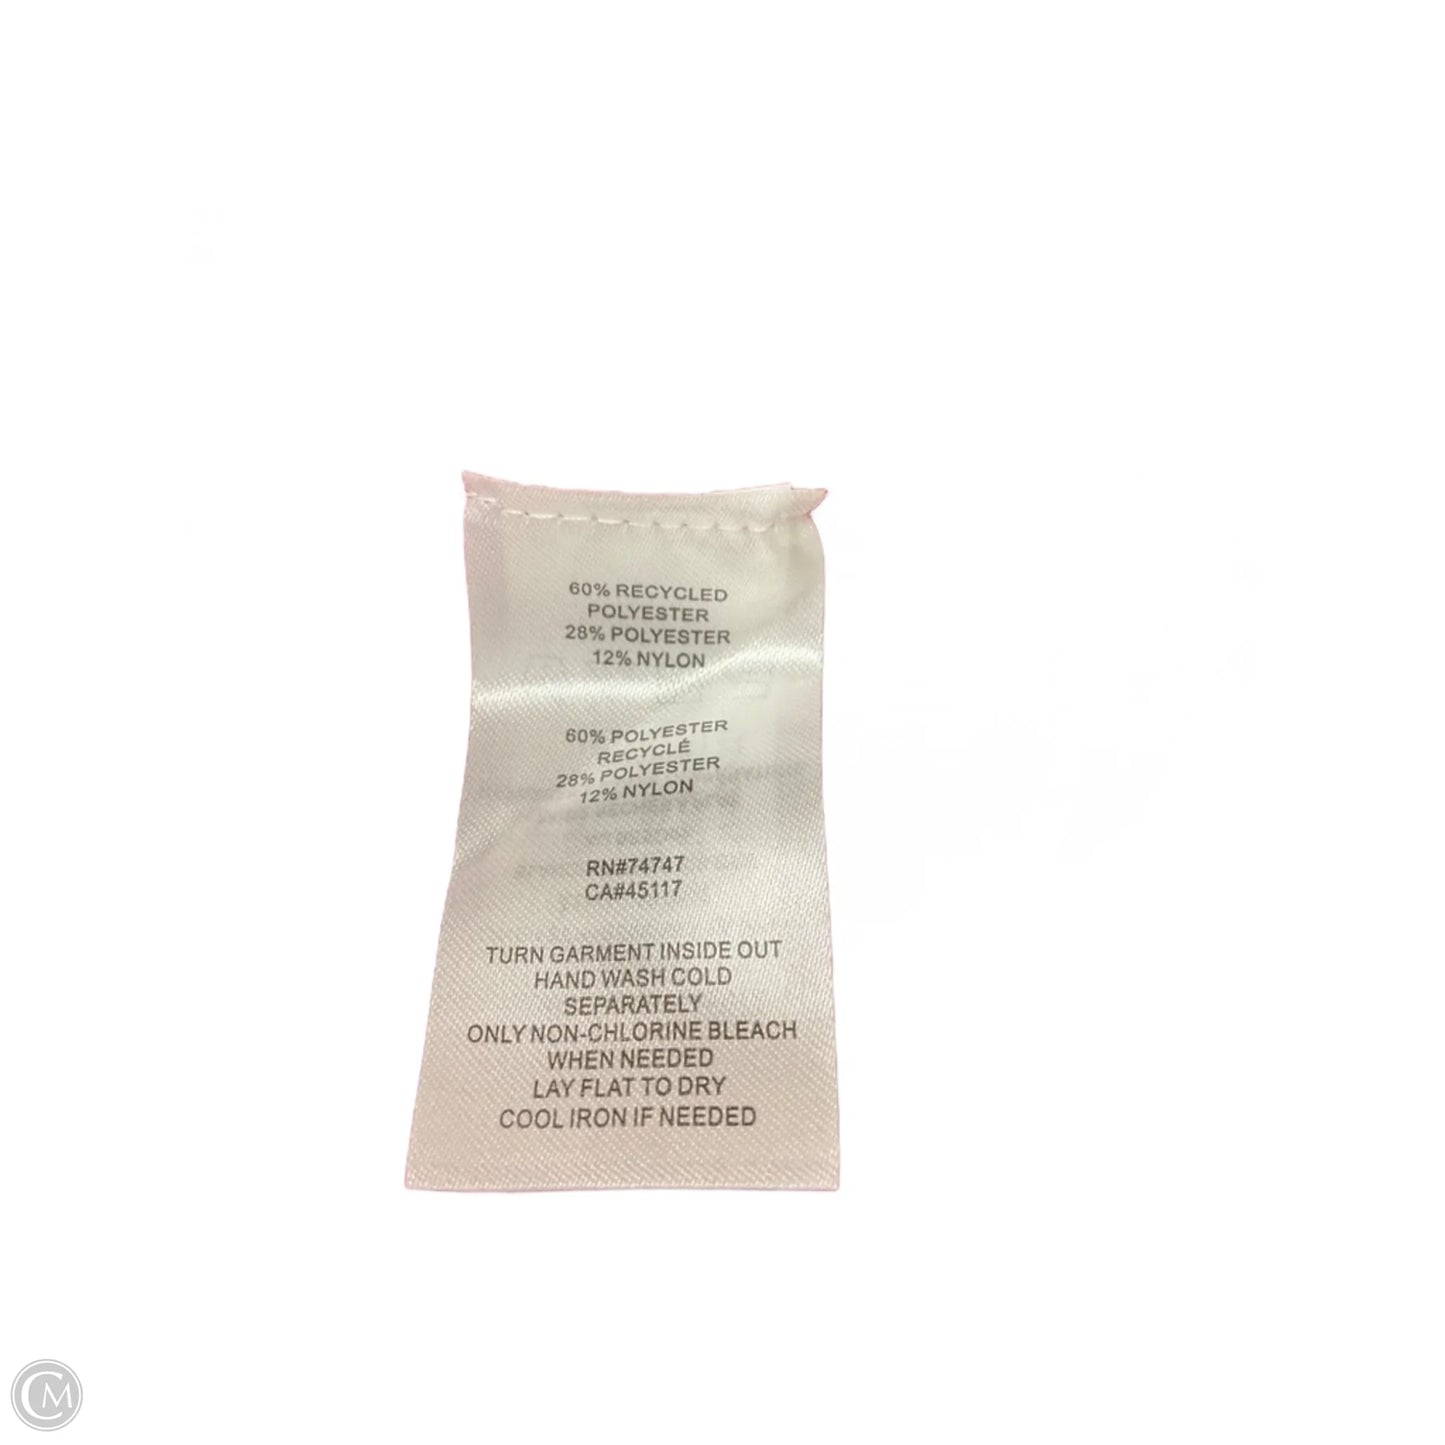 60% RECYCLED
POLYESTER
28% POLYESTER
12% NYLON
60% POLYESTER
RECYCLÉ
28% POLYESTER
12% NYLON
RN#74747
CA#45117
TURN GARMENT INSIDE OUT
HAND WASH COLD
SEPARATELY
ONLY NON-CHLORINE BLEACH
WHEN NEEDED
LAY FLAT TO DRY
COOL IRON IF NEEDED
CM